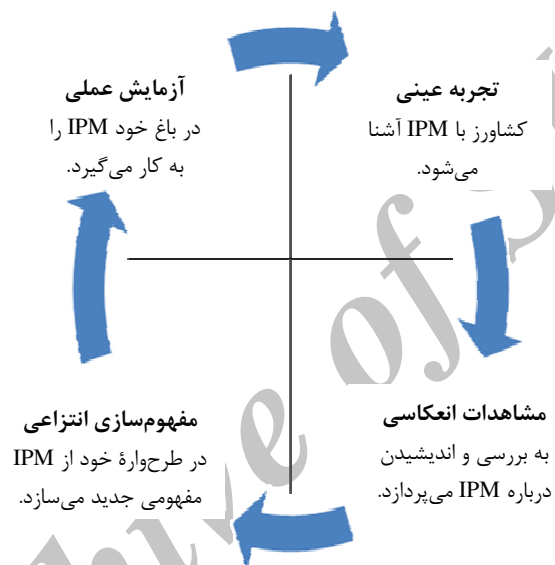 تجربه عینی
کشاورز با IPM آشنا
می‌شود.
مشاهدات انعکاسی
به بررسی و اندیشیدن
درباره IPM می‌پردازد.
مفهوم‌سازی انتزاعی
در طرح‌وارۀ خود از IPM
مفهومی جدید می‌سازد.
آزمایش عملی
در باغ خود IPM را
به کار می‌گیرد.